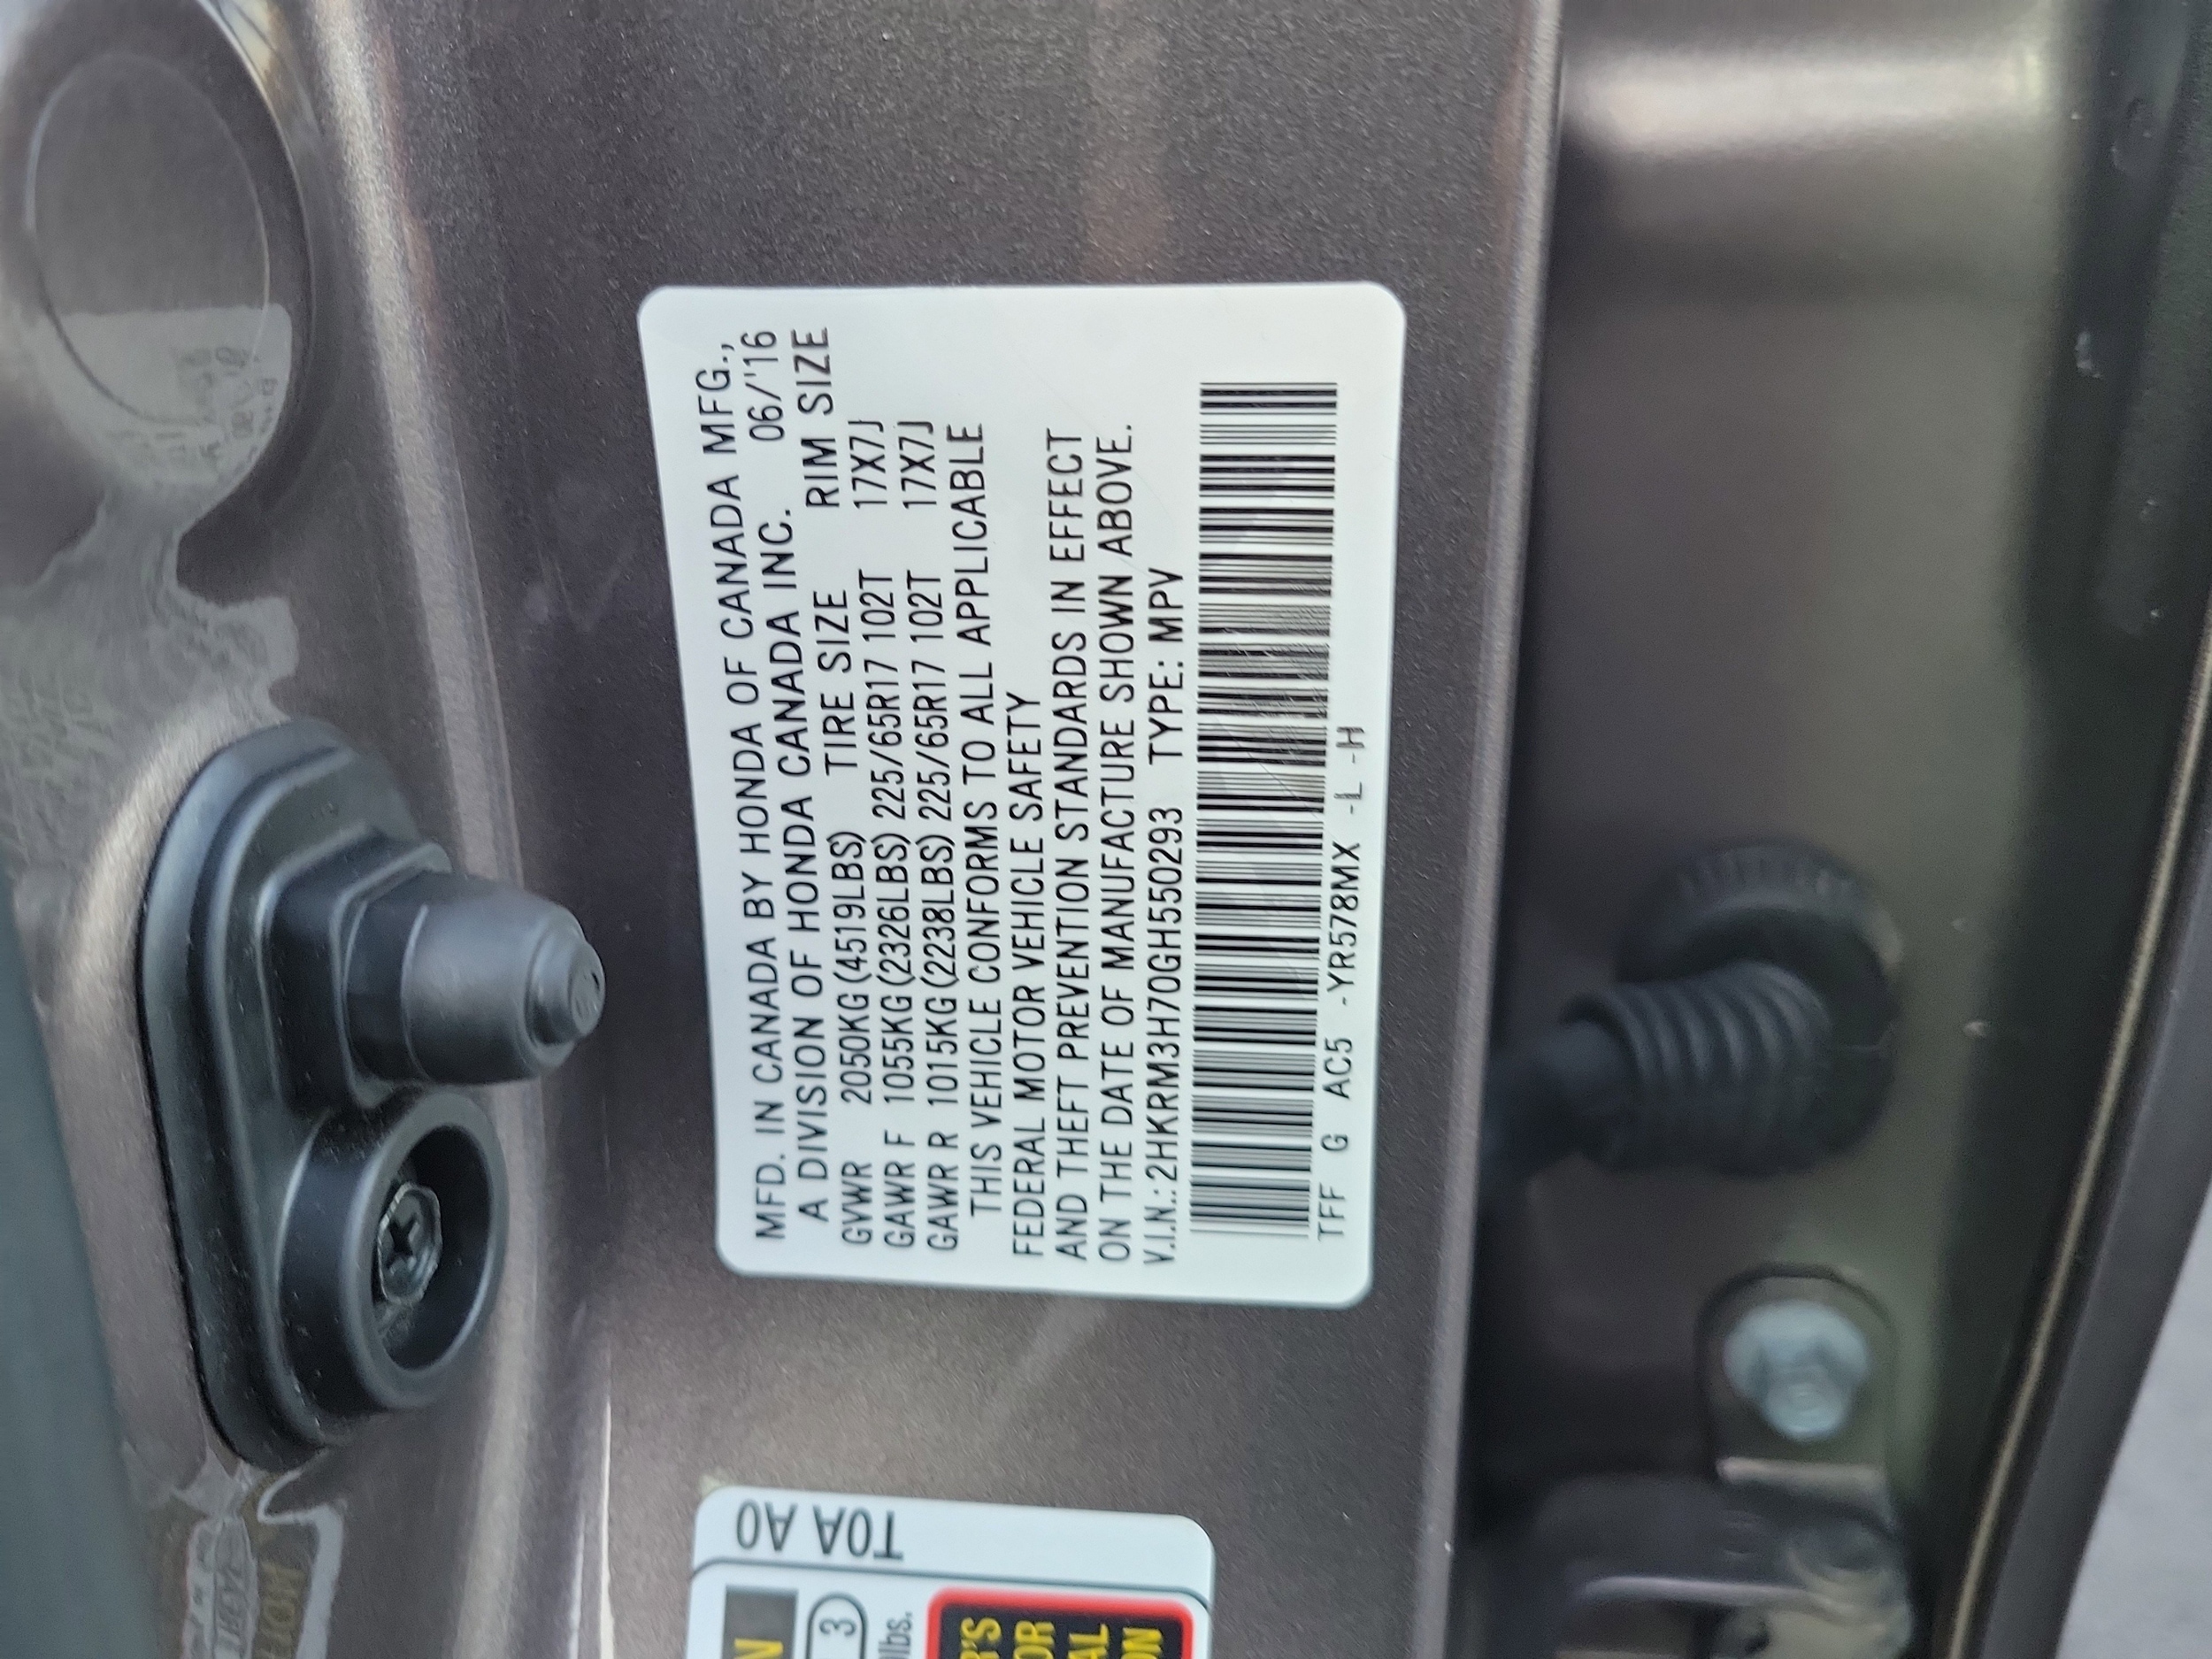 MFD. IN CANADA BY HONDA OF CANADA MFG.,
A DIVISION OF HONDA CANADA INC. 06/'16
GVWR 2050KG(4519LBS) TIRE SIZE RIM SIZE
GAWR F 1055KG(2326LBS) 225/65R17 102T 17X7J
GAWR R 1015KG(2238LBS) 225/65R17 102T 17X7J
THIS VEHICLE CONFORMS TO ALL APPLICABLE
FEDERAL MOTOR VEHICLE SAFETY
AND THEFT PREVENTION STANDARDS IN EFFECT
ON THE DATE OF MANUFACTURE SHOWN ABOVE.
V.I.N.:2HKRM3H70GH550293 TYPE:MPV
TFF G AC5 -YR578MX -L -H
T0A A0
3
lbs.